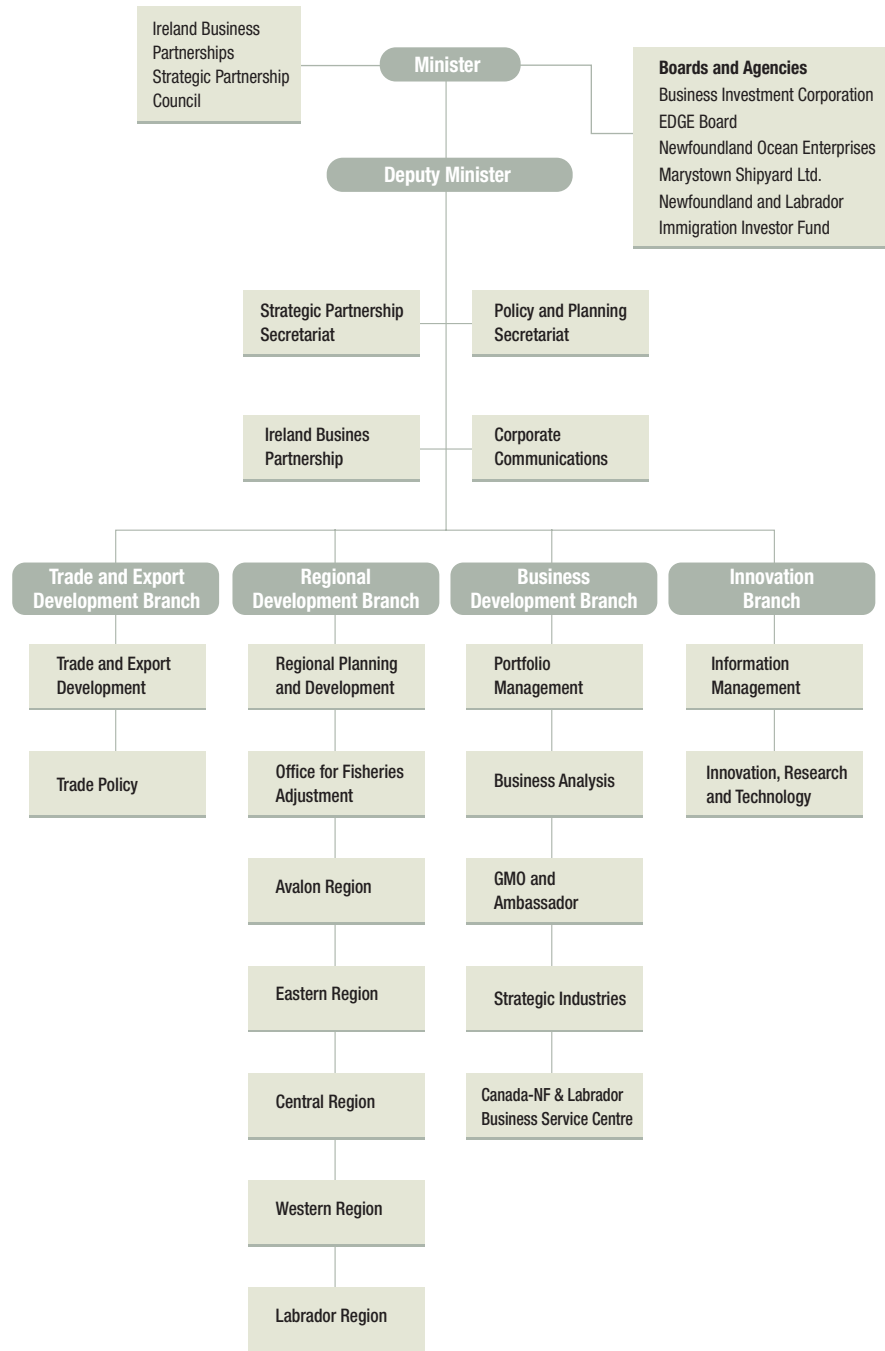 Ireland Business
Partnerships
Strategic Partnership
Council
Minister
Boards and Agencies
Business Investment Corporation
EDGE Board
Newfoundland Ocean Enterprises
Marystown Shipyard Ltd.
Newfoundland and Labrador
Immigration Investor Fund
Deputy Minister
Strategic Partnership
Secretariat
Policy and Planning
Secretariat
Ireland Busines
Partnership
Corporate
Communications
Trade and Export
Development Branch
Regional
Development Branch
Business
Development Branch
Innovation
Branch
Trade and Export
Development
Regional Planning
and Development
Portfolio
Management
Information
Management
Trade Policy
Office for Fisheries
Adjustment
Business Analysis
Innovation, Research
and Technology
Avalon Region
GMO and
Ambassador
Eastern Region
Strategic Industries
Central Region
Canada-NF & Labrador
Business Service Centre
Western Region
Labrador Region